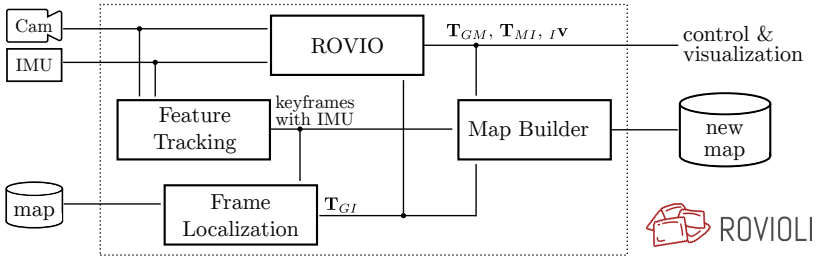 Cam
IMU
ROVIO
𝐓_GM, 𝐓_MI, _I𝐯
control &
visualization
Feature
Tracking
keyframes
with IMU
Map Builder
new
map
map
Frame
Localization
𝐓_GI
ROVIOLI